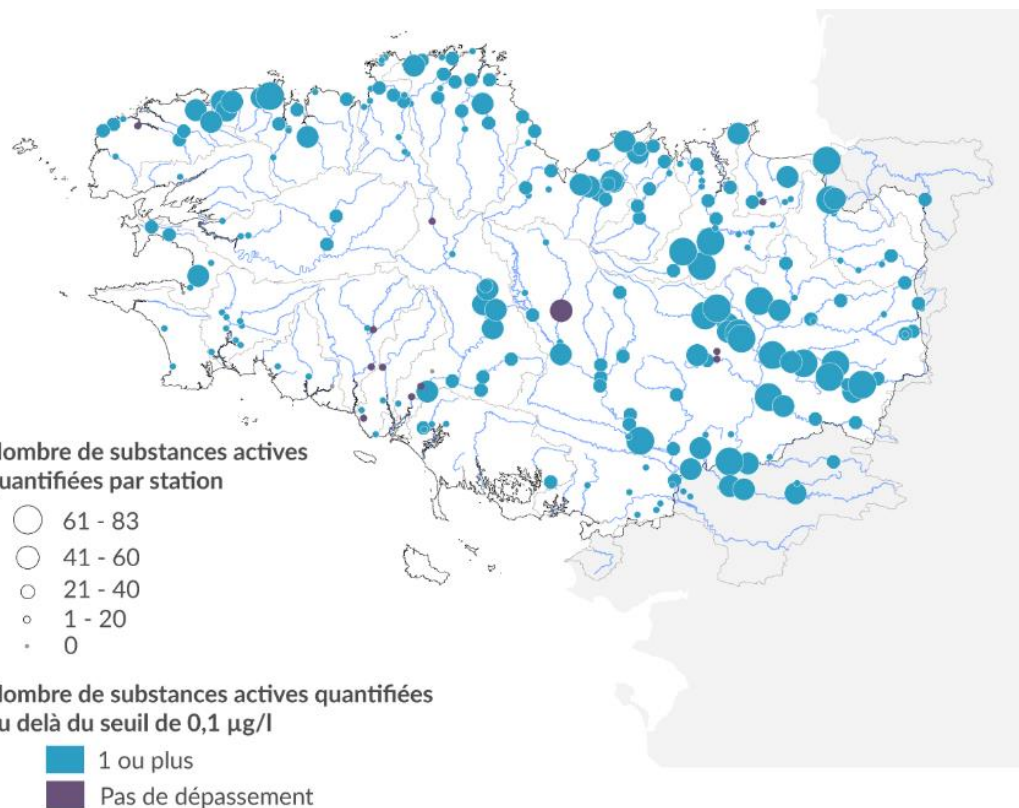 ombre de substances actives
uantifiées par station
61 - 83
41 - 60
21 - 40
1 - 20
0
ombre de substances actives quantifiées
u delà du seuil de 0,1 µg/l
1 ou plus
Pas de dépassement